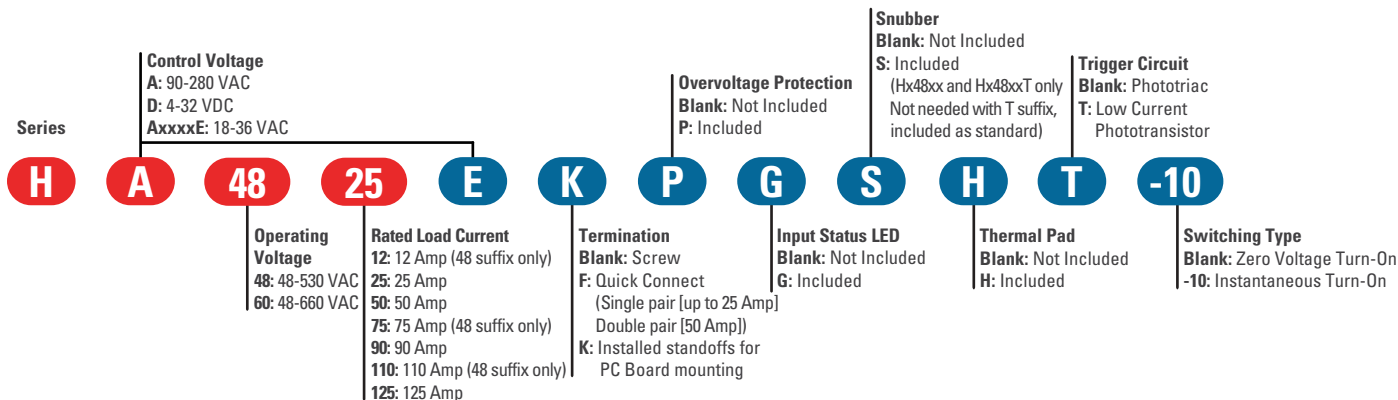 Series
Control Voltage
A: 90-280 VAC
D: 4-32 VDC
AxxxxE: 18-36 VAC
Overvoltage Protection
Blank: Not Included
P: Included
Snubber
Blank: Not Included
S: Included
(Hx48xx and Hx48xxT only
Not needed with T suffix,
included as standard)
Trigger Circuit
Blank: Phototriac
T: Low Current
Phototransistor
H A 48 25 E K P G S H T -10
Operating
Voltage
48: 48-530 VAC
60: 48-660 VAC
Rated Load Current
12: 12 Amp (48 suffix only)
25: 25 Amp
50: 50 Amp
75: 75 Amp (48 suffix only)
90: 90 Amp
110: 110 Amp (48 suffix only)
125: 125 Amp
Termination
Blank: Screw
F: Quick Connect
(Single pair [up to 25 Amp]
Double pair [50 Amp])
K: Installed standoffs for
PC Board mounting
Input Status LED
Blank: Not Included
G: Included
Thermal Pad
Blank: Not Included
H: Included
Switching Type
Blank: Zero Voltage Turn-On
-10: Instantaneous Turn-On